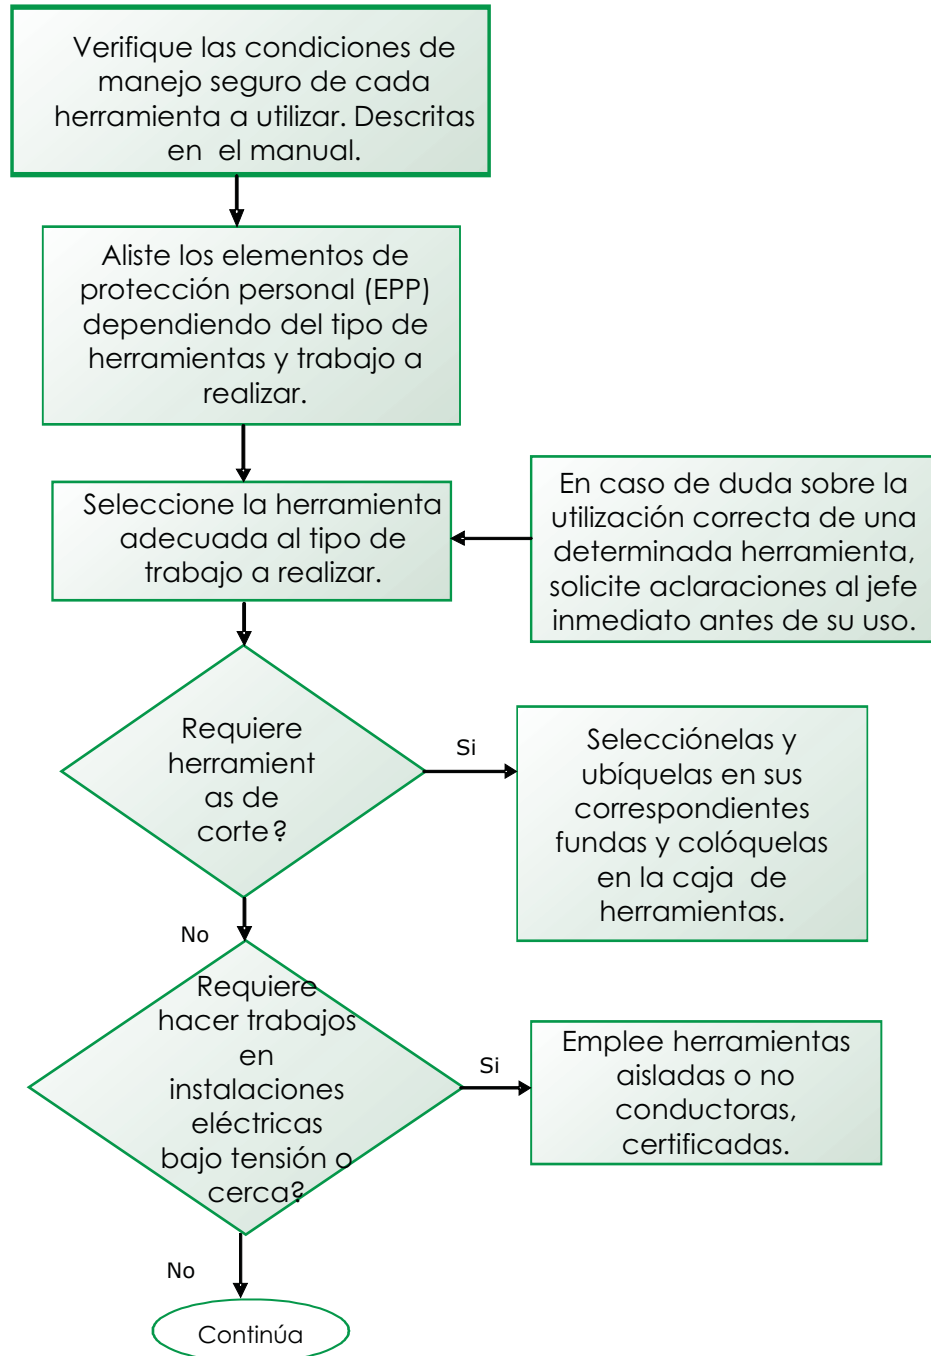 Verifique las condiciones de
manejo seguro de cada
herramienta a utilizar. Descritas
en el manual.
Aliste los elementos de
protección personal (EPP)
dependiendo del tipo de
herramientas y trabajo a
realizar.
Seleccione la herramienta
adecuada al tipo de
trabajo a realizar.
En caso de duda sobre la
utilización correcta de una
determinada herramienta,
solicite aclaraciones al jefe
inmediato antes de su uso.
Requiere
herramient
as de
corte?
Si
Selecciónelas y
ubíquelas en sus
correspondientes
fundas y colóquelas
en la caja de
herramientas.
No
Requiere
hacer trabajos
en
instalaciones
eléctricas
bajo tensión o
cerca?
Si
Emplee herramientas
aisladas o no
conductoras,
certificadas.
No
Continúa